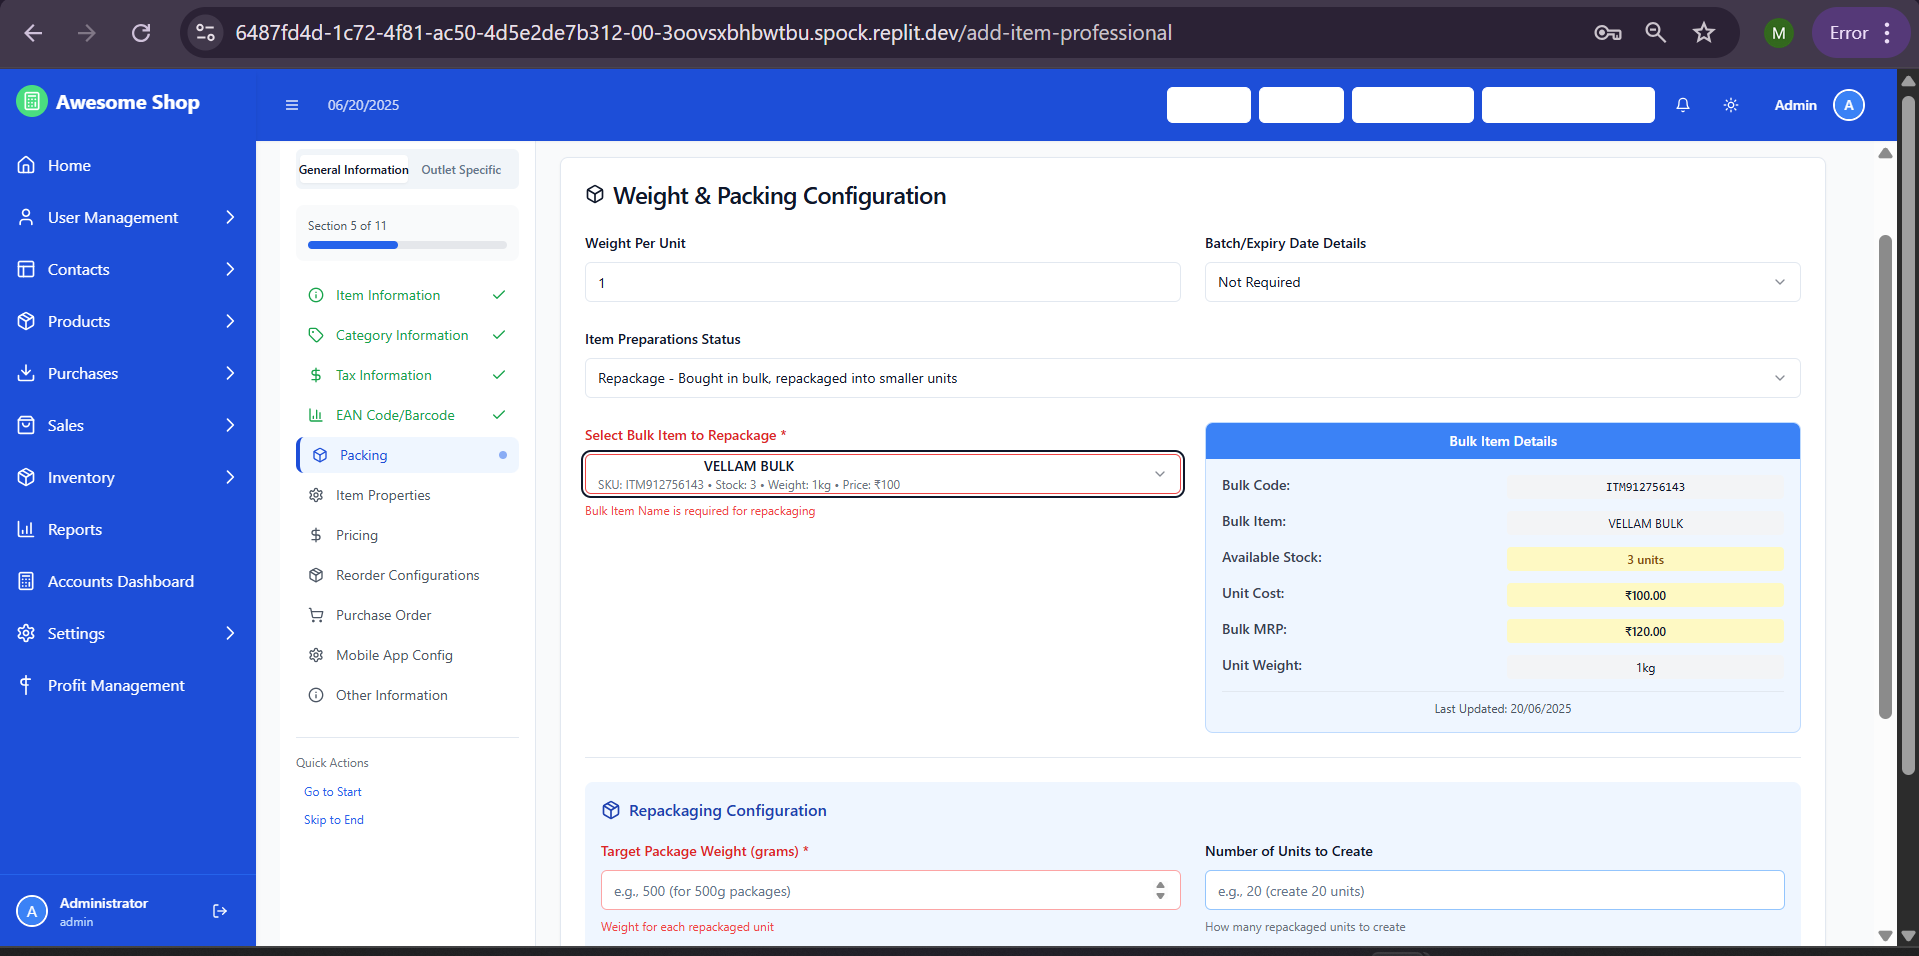 6487fd4d-1c72-4f81-ac50-4d5e2de7b312-00-3oovsxbhbwtbu.spock.replit.dev/add-item-professional
M
Error
Awesome Shop
06/20/2025
Admin
A
Home
User Management
Contacts
Products
Purchases
Sales
Inventory
Reports
Accounts Dashboard
Settings
Profit Management
A
Administrator
admin
General Information
Outlet Specific
Section 5 of 11
Item Information
Category Information
Tax Information
EAN Code/Barcode
Packing
Item Properties
Pricing
Reorder Configurations
Purchase Order
Mobile App Config
Other Information
Quick Actions
Go to Start
Skip to End
Weight & Packing Configuration
Weight Per Unit
1
Batch/Expiry Date Details
Not Required
Item Preparations Status
Repackage - Bought in bulk, repackaged into smaller units
Select Bulk Item to Repackage *
VELLAM BULK
SKU: ITM912756143 • Stock: 3 • Weight: 1kg • Price: ₹100
Bulk Item Name is required for repackaging
Bulk Item Details
Bulk Code: ITM912756143
Bulk Item: VELLAM BULK
Available Stock: 3 units
Unit Cost: ₹100.00
Bulk MRP: ₹120.00
Unit Weight: 1kg
Last Updated: 20/06/2025
Repackaging Configuration
Target Package Weight (grams) *
e.g., 500 (for 500g packages)
Weight for each repackaged unit
Number of Units to Create
e.g., 20 (create 20 units)
How many repackaged units to create